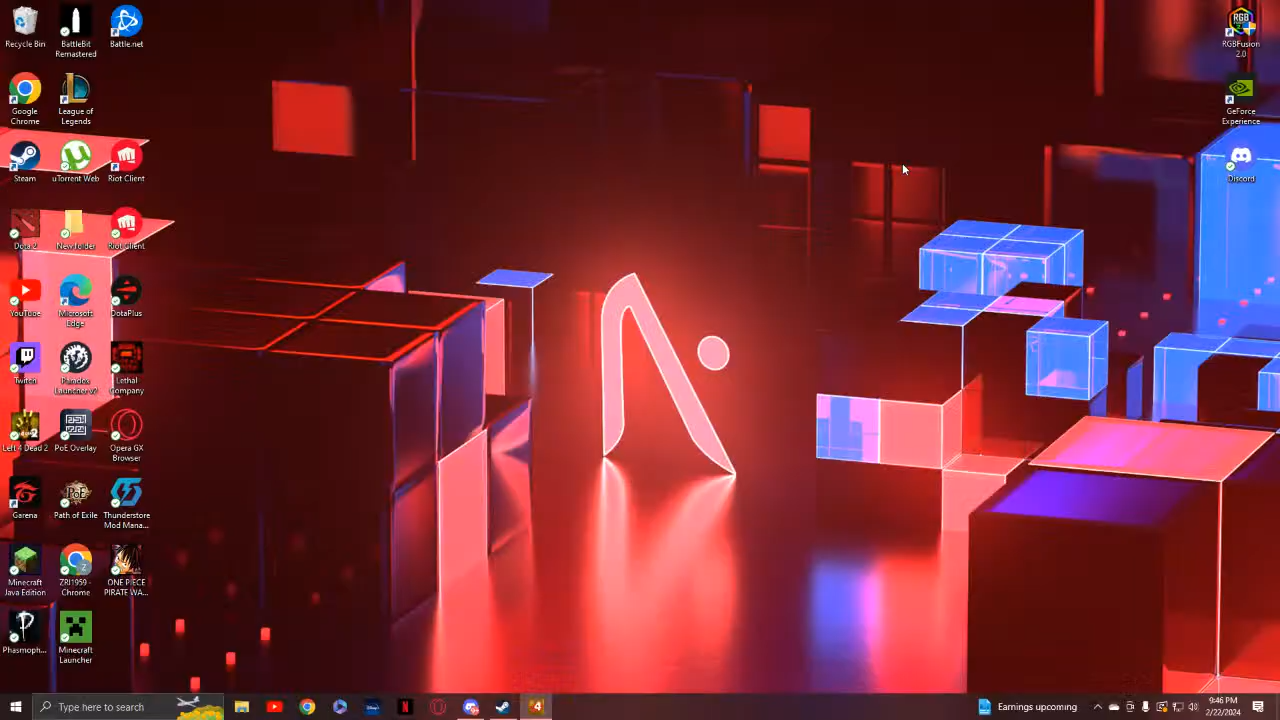 Recycle Bin
BattleBit
Remastered
Battle.net
RGB
RGBFusion
2.0
Google
Chrome
League of
Legends
GeForce
Experience
Steam
uTorrent Web
Riot Client
Discord
Dota 2
New folder
Riot Client
YouTube
Microsoft
Edge
DotaPlus
Twitch
Paradox
Launcher v2
Lethal
Company
Left 4 Dead 2
PoE Overlay
Opera GX
Browser
Garena
Path of Exile
Thunderstore
Mod Mana...
Minecraft
Java Edition
ZRI1959 -
Chrome
ONE PIECE
PIRATE WA...
Phasmoph...
Minecraft
Launcher
Type here to search
Earnings upcoming
9:46 PM
2/22/2024